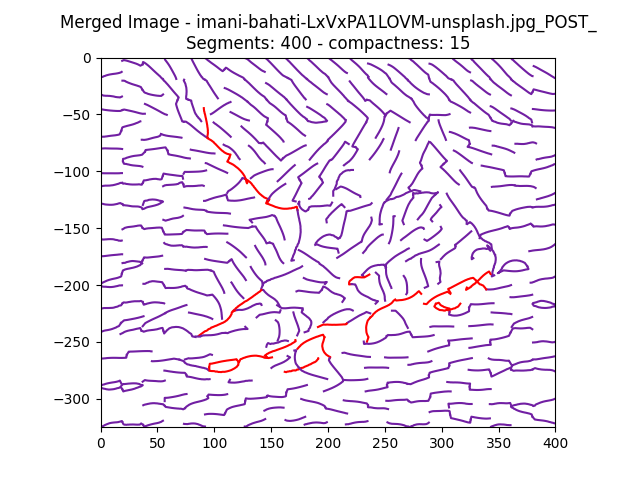 Merged Image - imani-bahati-LxVxPA1LOVM-unsplash.jpg_POST_
Segments: 400 - compactness: 15
0
−50
−100
−150
−200
−250
−300
0 50 100 150 200 250 300 350 400